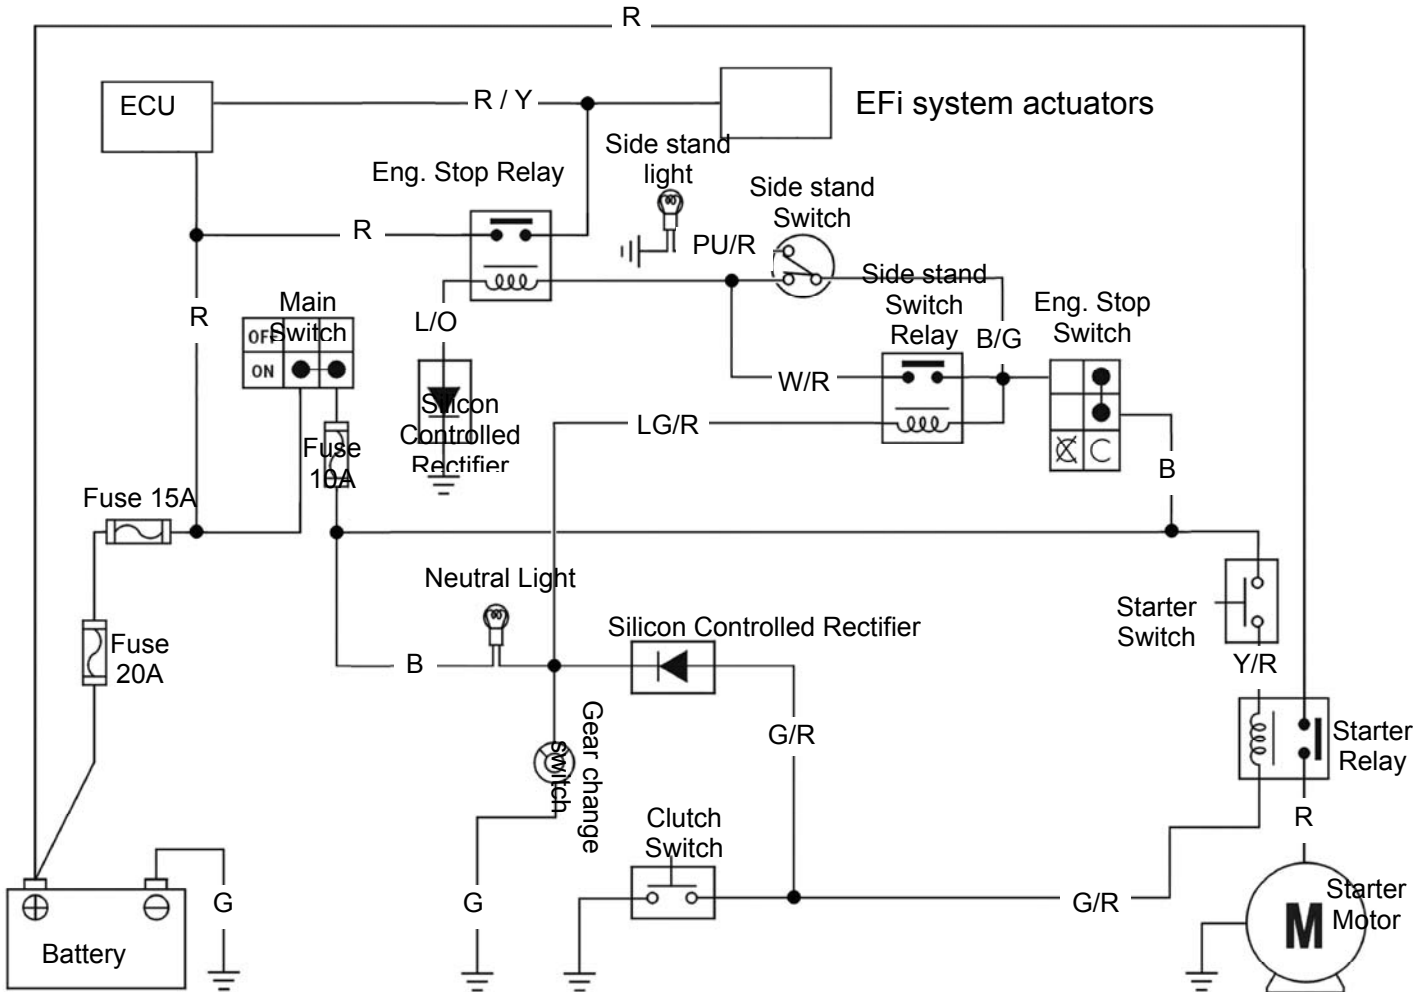 R
ECU
R / Y
EFi system actuators
Side stand
light
Eng. Stop Relay
Side stand
Switch
R
PU/R
Side stand
Switch
Relay
Eng. Stop
Switch
R
Main
Switch
OFF
ON
L/O
B/G
W/R
Silicon
Controlled
Rectifier
LG/R
Fuse
10A
B
Fuse 15A
C
Neutral Light
Starter
Switch
Fuse
20A
Silicon Controlled Rectifier
B
Y/R
Gear change
switch
G/R
Starter
Relay
Clutch
Switch
R
G
G
G/R
Starter
Motor
M
Battery